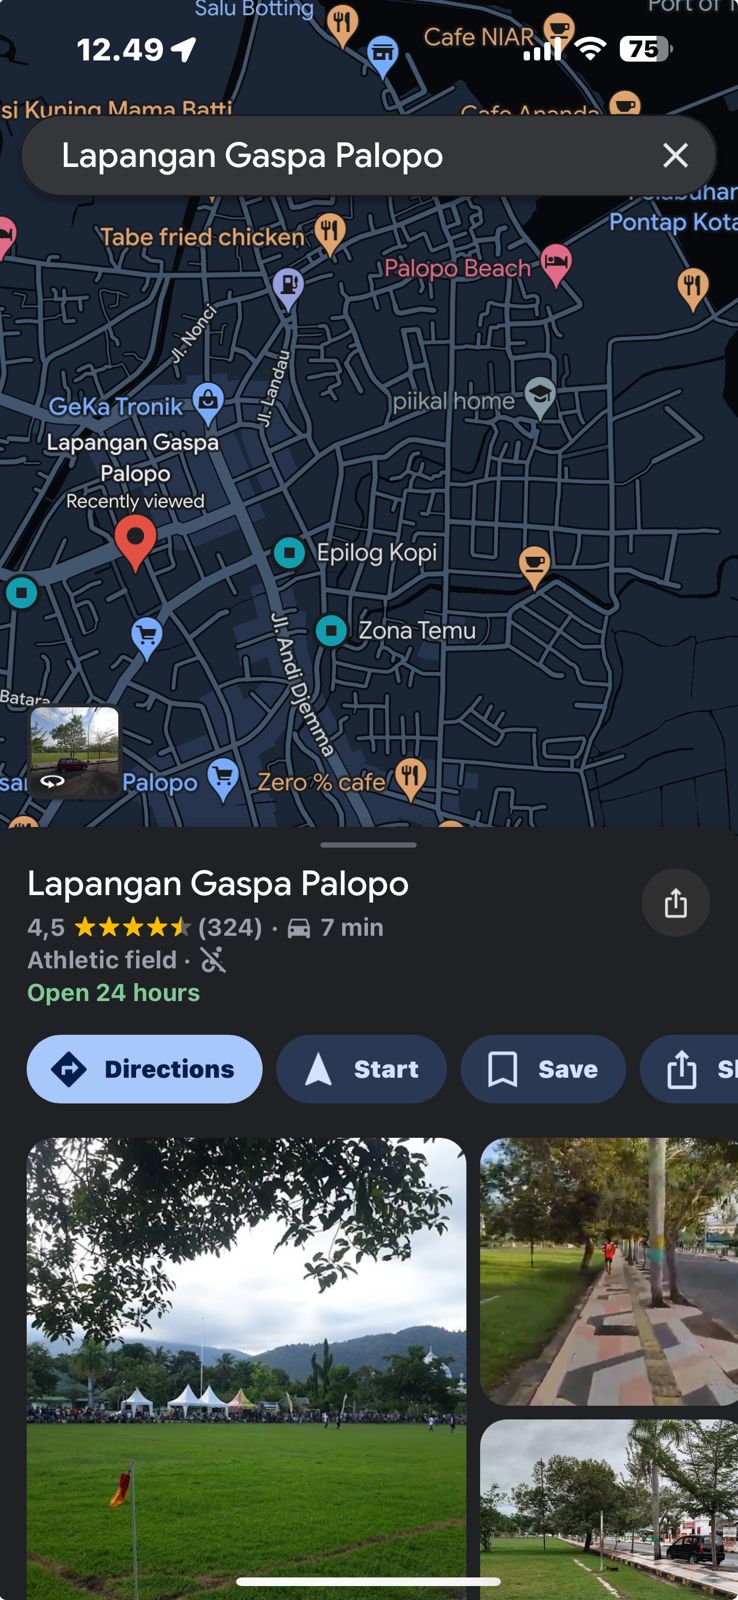 Salu Botting
Port of
Cafe NIAR
12.49
75
si Kuning Mama Batti
Cafe Ananda
Lapangan Gaspa Palopo
Pontap Kota
Tabe fried chicken
Palopo Beach
Jl. Nonci
Jl. Landau
GeKa Tronik
piikal home
Lapangan Gaspa
Palopo
Recently viewed
Epilog Kopi
Zona Temu
Jl. Andi Djemma
Batara
Palopo
Zero % cafe
Lapangan Gaspa Palopo
4,5 (324) · 7 min
Athletic field ·
Open 24 hours
Directions
Start
Save